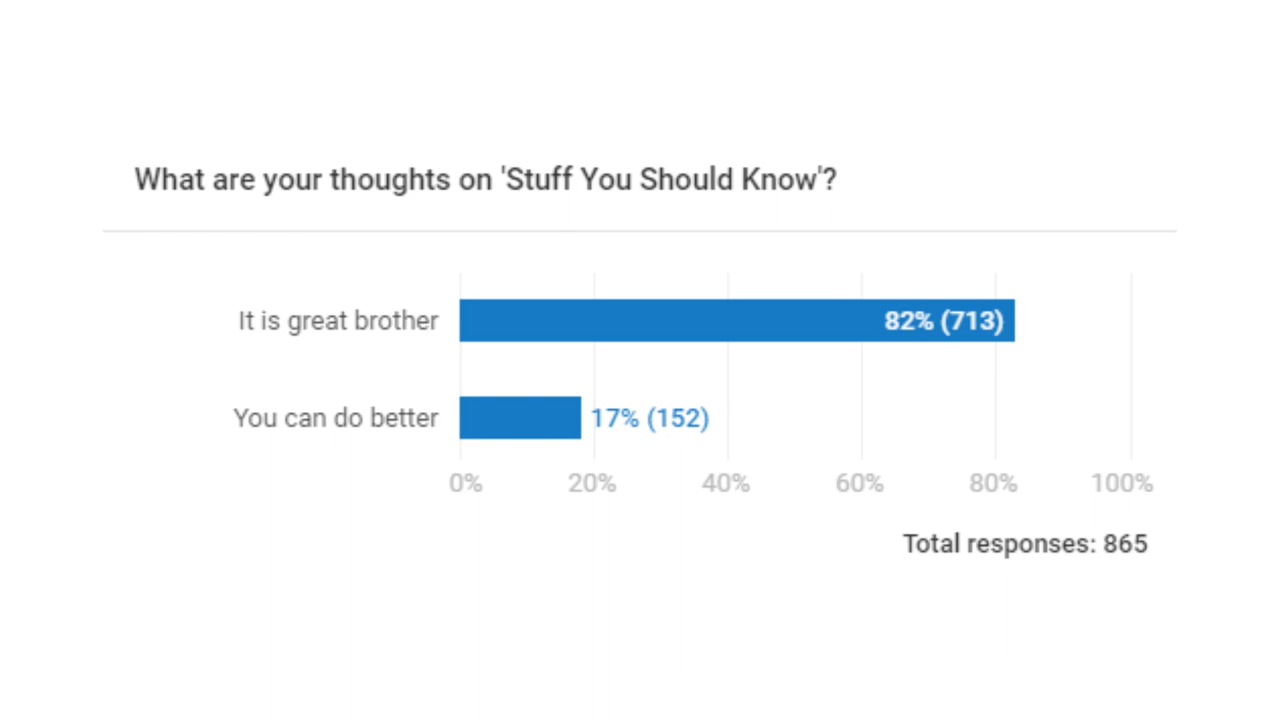 What are your thoughts on 'Stuff You Should Know'?
It is great brother 82% (713)
You can do better 17% (152)
0% 20% 40% 60% 80% 100%
Total responses: 865